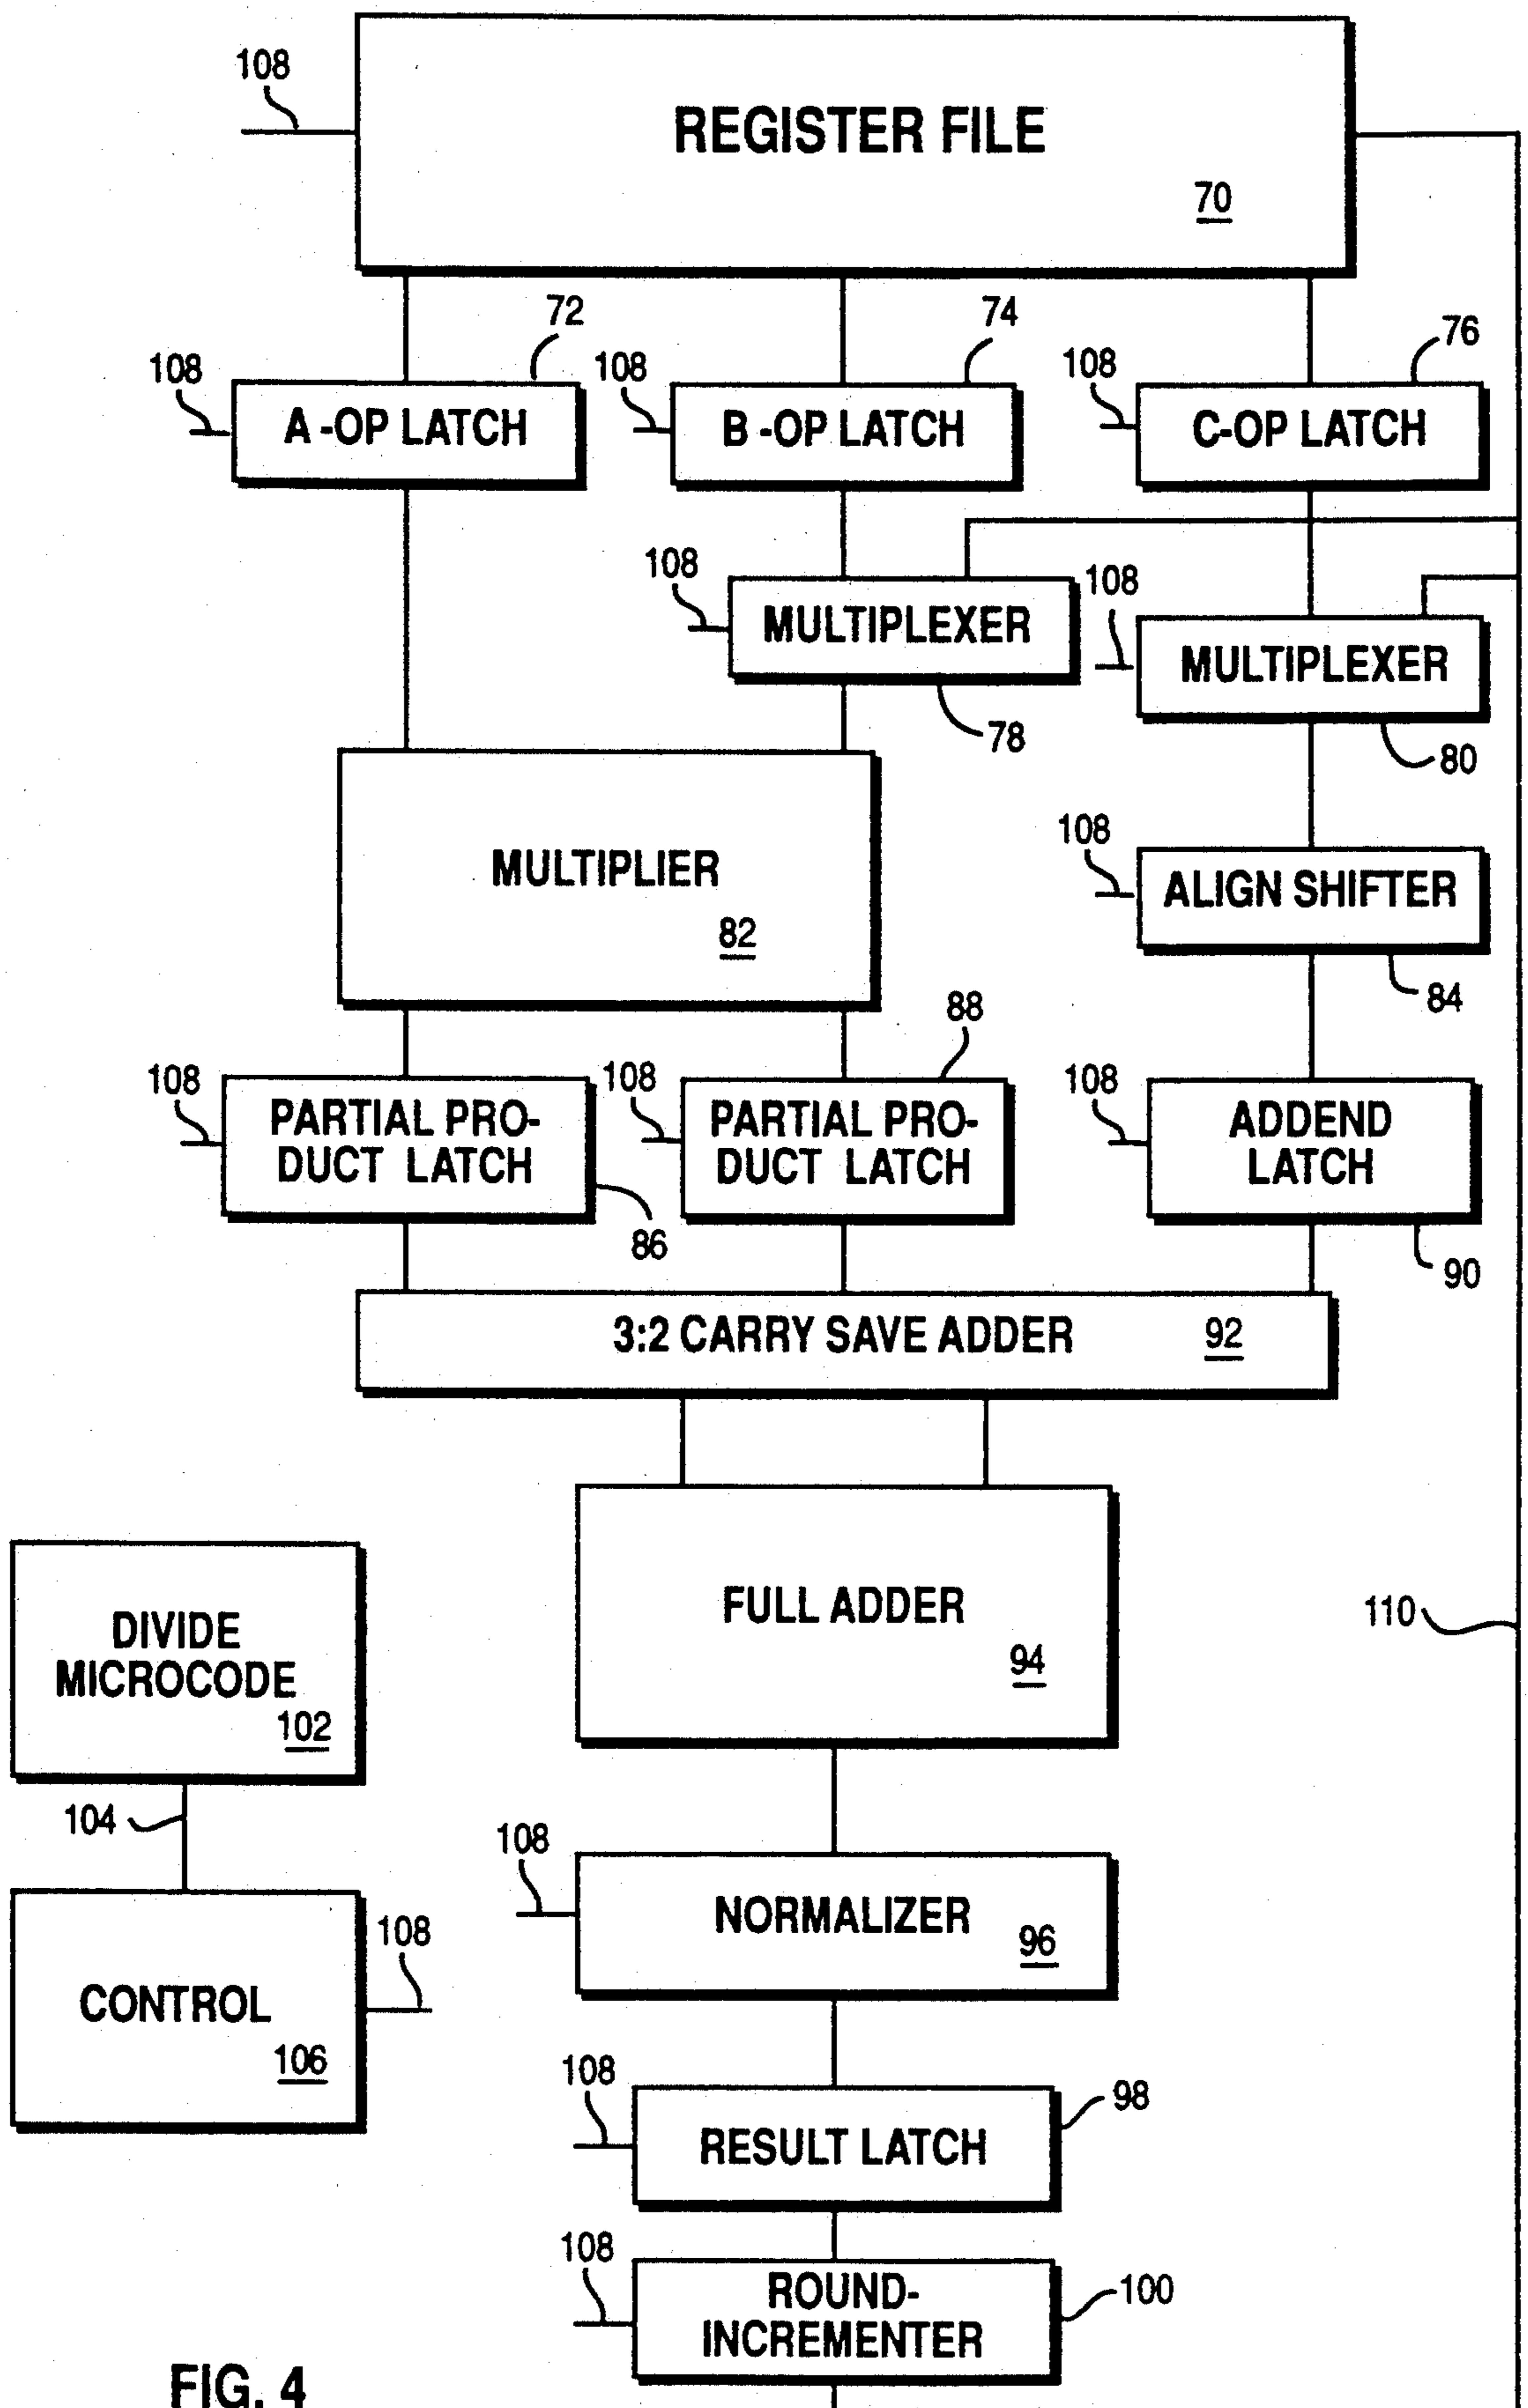 108
REGISTER FILE
70
72
74
76
108
108
108
A -OP LATCH
B -OP LATCH
C-OP LATCH
108
108
MULTIPLEXER
MULTIPLEXER
78
80
MULTIPLIER
82
108
ALIGN SHIFTER
84
88
108
108
108
PARTIAL PRO-
DUCT LATCH
PARTIAL PRO-
DUCT LATCH
ADDEND
LATCH
86
90
3:2 CARRY SAVE ADDER
92
FULL ADDER
94
110
DIVIDE
MICROCODE
102
104
108
NORMALIZER
96
108
CONTROL
106
108
98
RESULT LATCH
108
ROUND-
INCREMENTER
100
FIG. 4